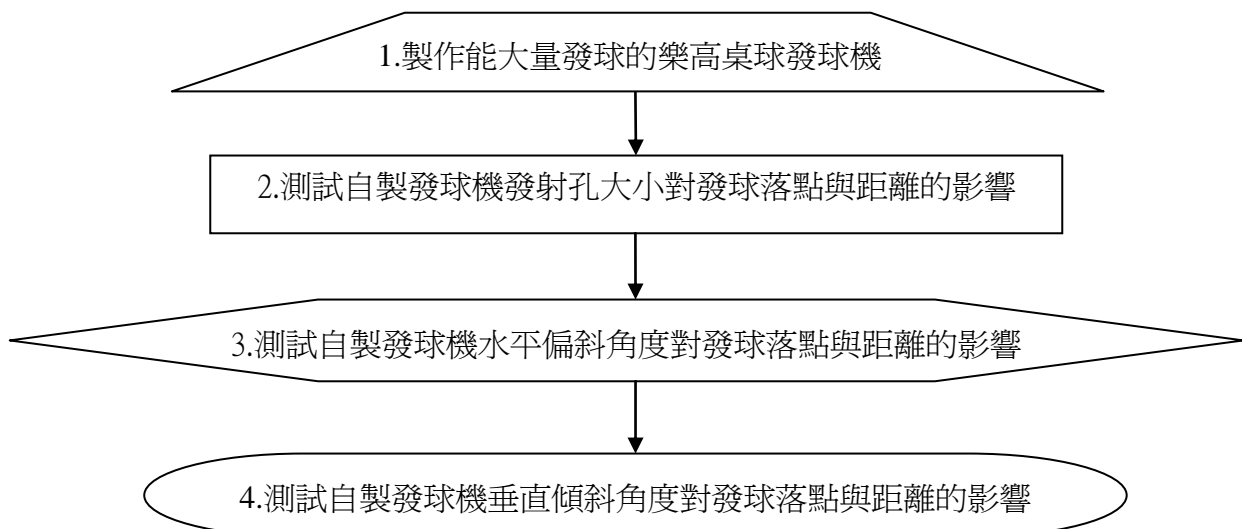 1.製作能大量發球的樂高桌球發球機
2.測試自製發球機發射孔大小對發球落點與距離的影響
3.測試自製發球機水平偏斜角度對發球落點與距離的影響
4.測試自製發球機垂直傾斜角度對發球落點與距離的影響